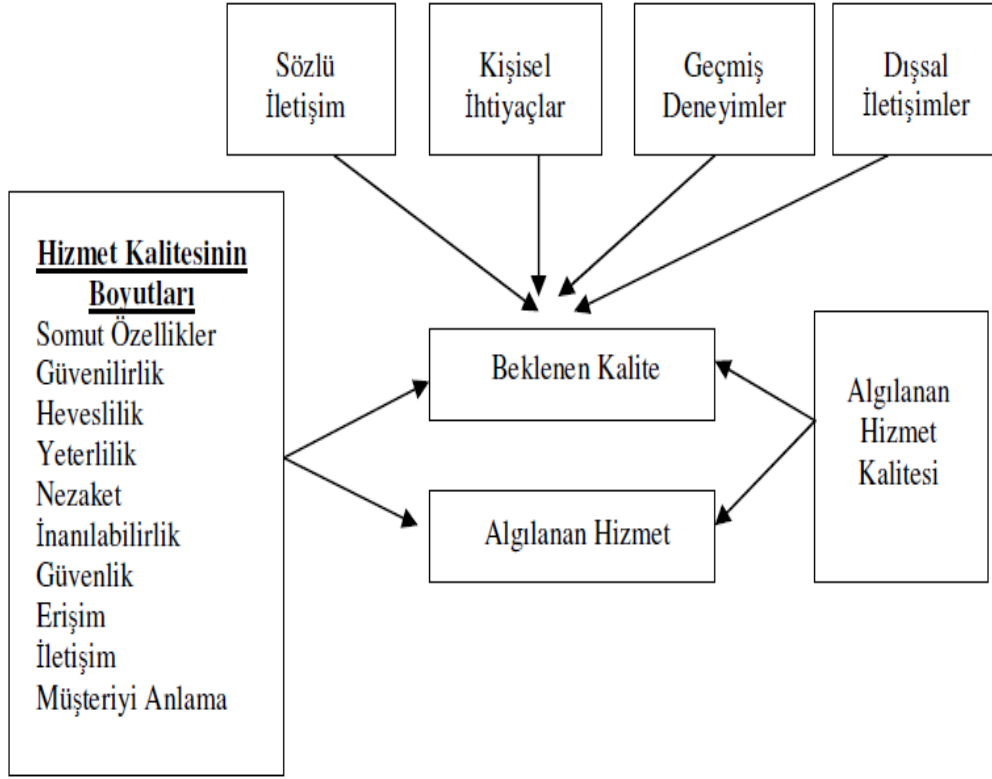 Sözlü
İletişim
Kişisel
İhtiyaçlar
Geçmiş
Deneyimler
Dışsal
İletişimler
Hizmet Kalitesinin
Boyutları
Somut Özellikler
Güvenilirlik
Heveslilik
Yeterlilik
Nezaket
İnanılabilirlik
Güvenlik
Erişim
İletişim
Müşteriyi Anlama
Beklenen Kalite
Algılanan Hizmet
Algılanan
Hizmet
Kalitesi